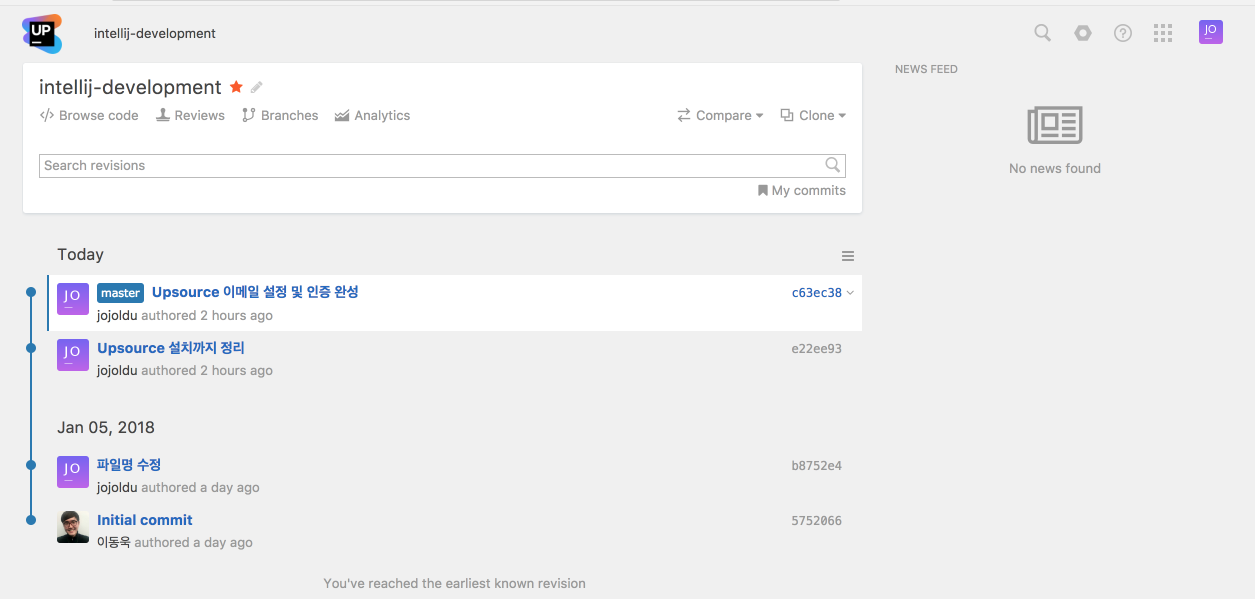 UP
intellij-development
JO
intellij-development
Browse code Reviews Branches Analytics Compare Clone
Search revisions
My commits
NEWS FEED
No news found
Today
JO master Upsource 이메일 설정 및 인증 완성 c63ec38
jojoldu authored 2 hours ago
JO Upsource 설치까지 정리 e22ee93
jojoldu authored 2 hours ago
Jan 05, 2018
JO 파일명 수정 b8752e4
jojoldu authored a day ago
Initial commit 5752066
이동욱 authored a day ago
You've reached the earliest known revision